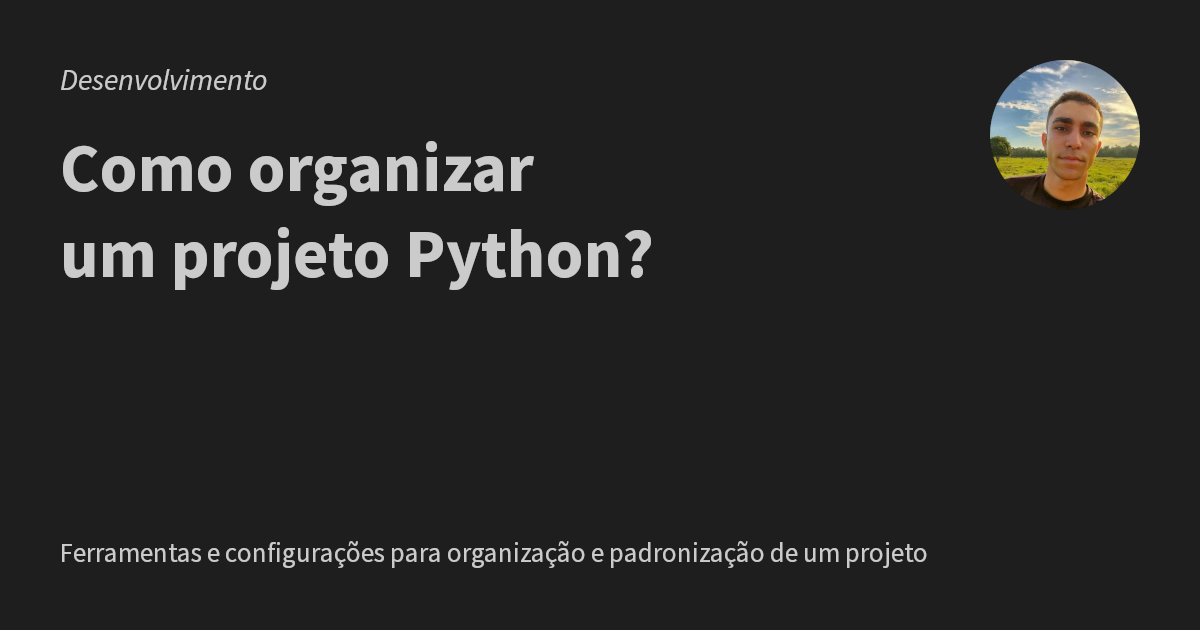 Desenvolvimento
Como organizar
um projeto Python?
Ferramentas e configurações para organização e padronização de um projeto